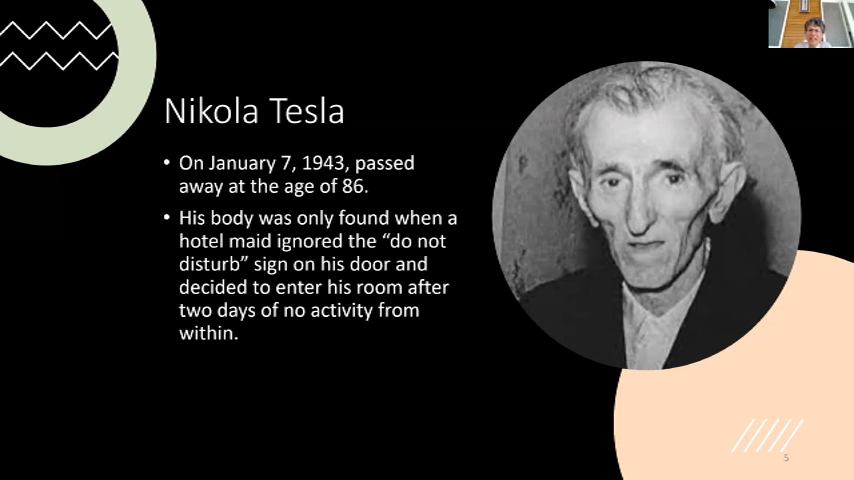 Nikola Tesla
• On January 7, 1943, passed
away at the age of 86.
• His body was only found when a
hotel maid ignored the “do not
disturb” sign on his door and
decided to enter his room after
two days of no activity from
within.
5